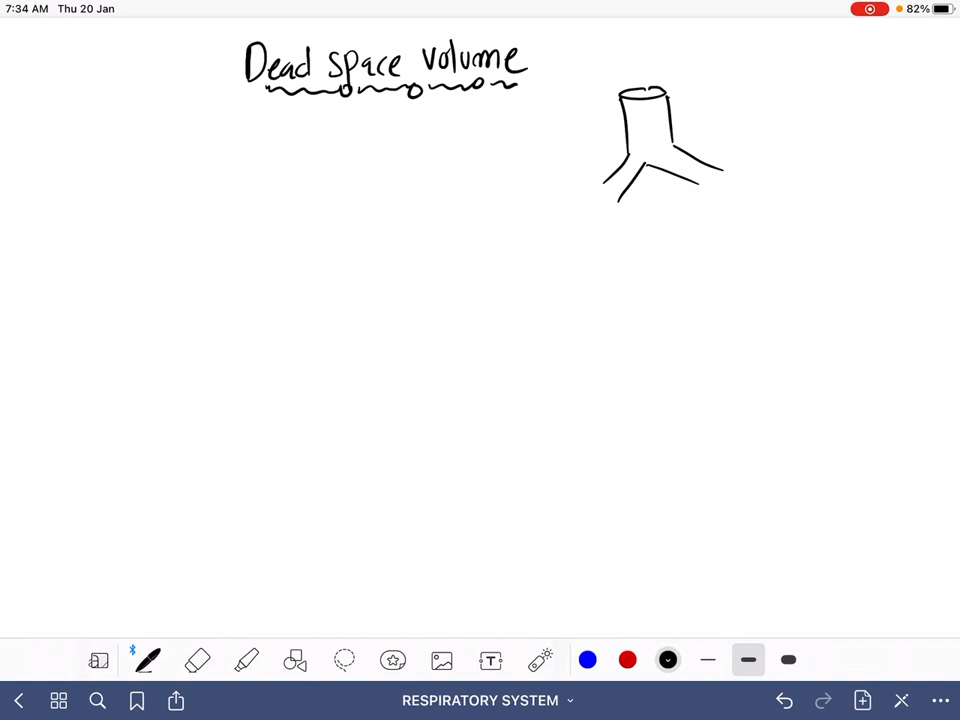 7:34 AM Thu 20 Jan
82%
Dead space volume
T
RESPIRATORY SYSTEM